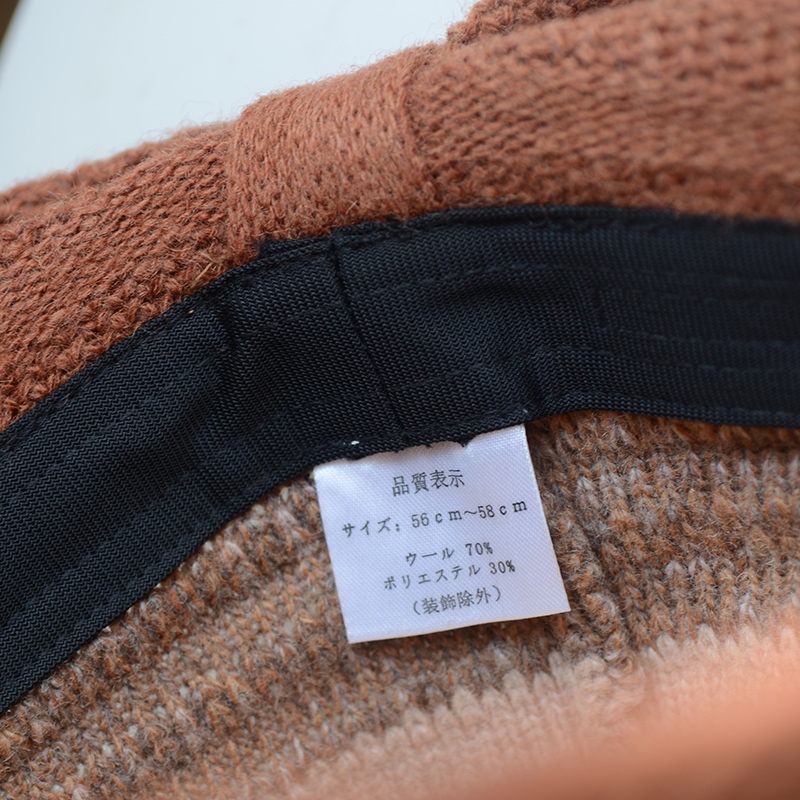 品質表示
サイズ: 56cm～58cm
ウール 70%
ポリエステル 30%
(装飾除外)